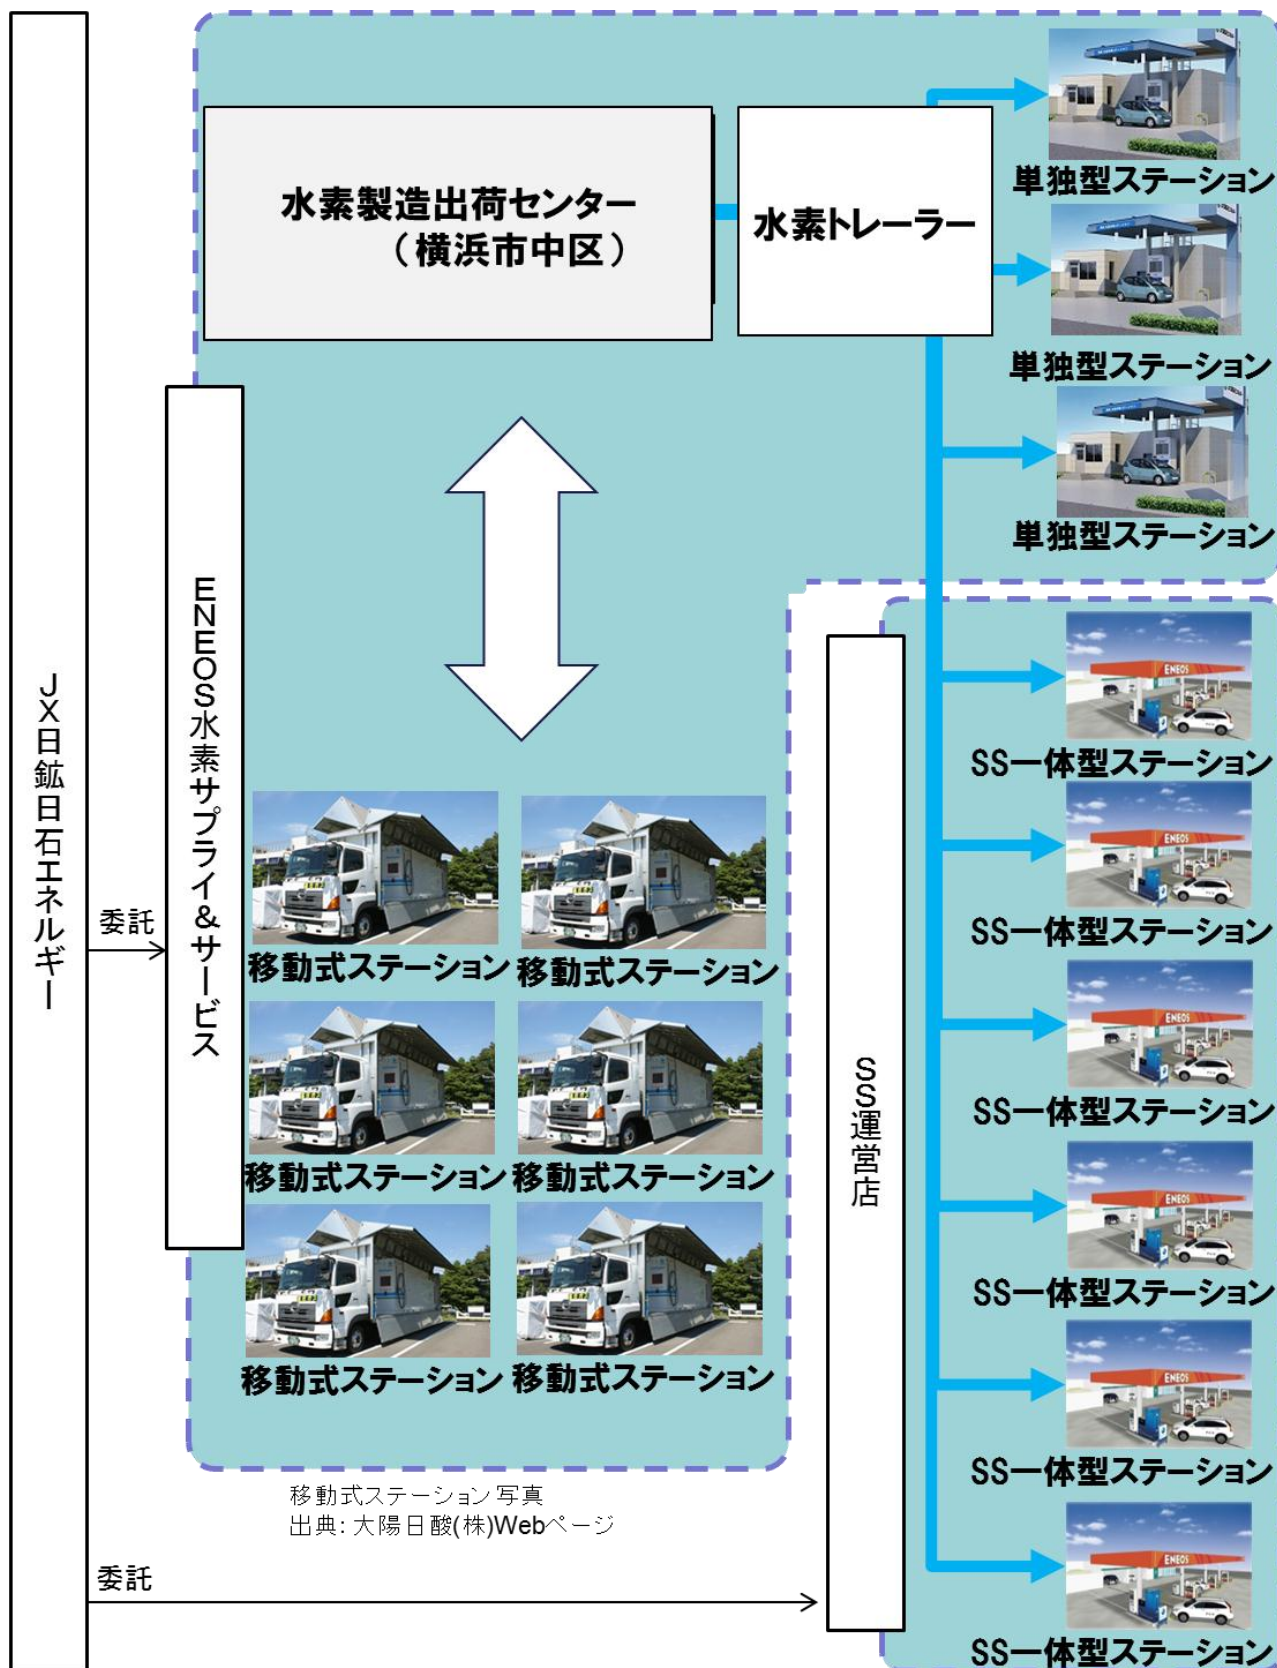 JX日鉱日石エネルギー
委託
ENEOS水素サプライ&サービス
水素製造出荷センター
（横浜市中区）
水素トレーラー
単独型ステーション
単独型ステーション
単独型ステーション
移動式ステーション
移動式ステーション
移動式ステーション
移動式ステーション
移動式ステーション
移動式ステーション
移動式ステーション写真
出典：大陽日酸(株)Webページ
委託
SS運営店
ENEOS
SS一体型ステーション
ENEOS
SS一体型ステーション
ENEOS
SS一体型ステーション
ENEOS
SS一体型ステーション
ENEOS
SS一体型ステーション
ENEOS
SS一体型ステーション